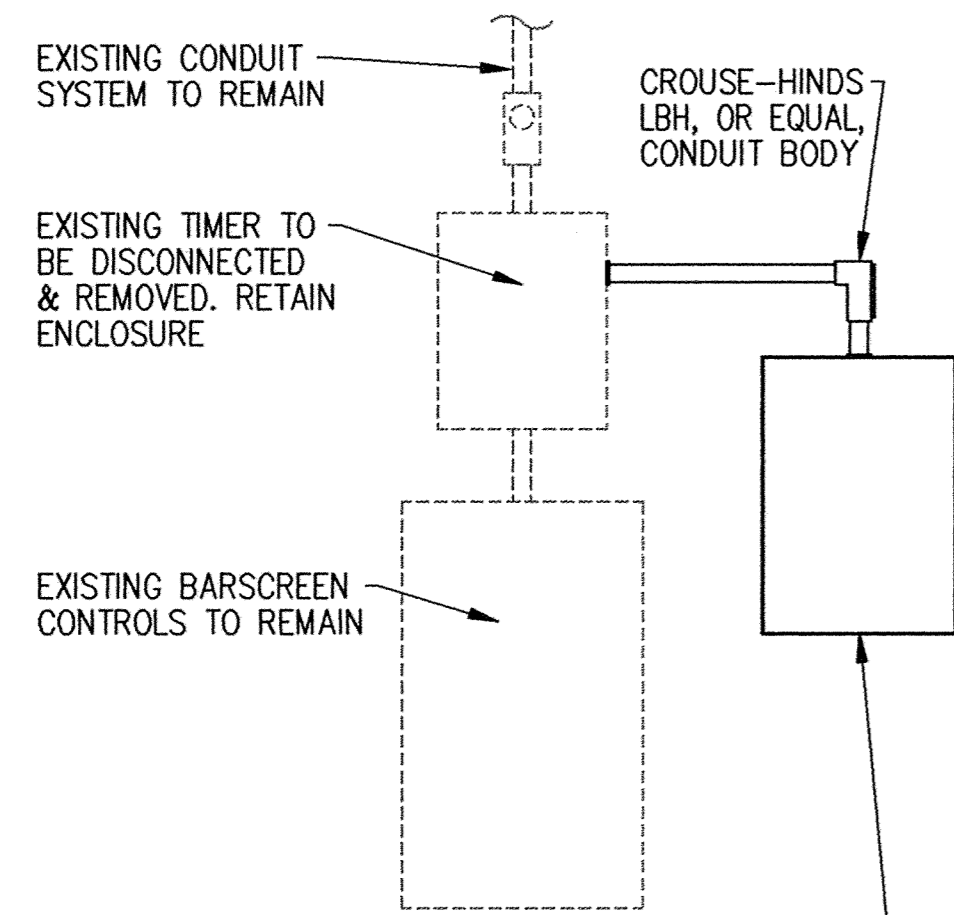 EXISTING CONDUIT
SYSTEM TO REMAIN
CROUSE-HINDS
LBH, OR EQUAL,
CONDUIT BODY
EXISTING TIMER TO
BE DISCONNECTED
& REMOVED. RETAIN
ENCLOSURE
EXISTING BARSCREEN
CONTROLS TO REMAIN